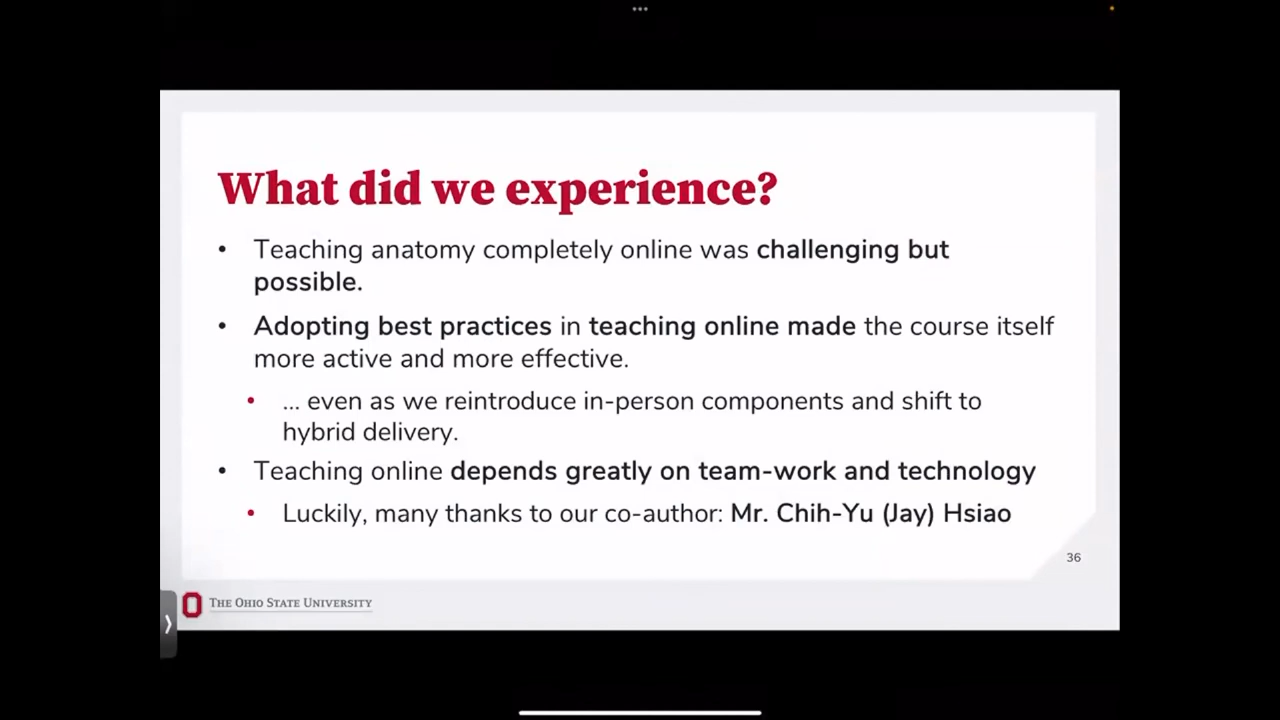 What did we experience?
• Teaching anatomy completely online was challenging but
possible.
• Adopting best practices in teaching online made the course itself
more active and more effective.
• ... even as we reintroduce in-person components and shift to
hybrid delivery.
• Teaching online depends greatly on team-work and technology
• Luckily, many thanks to our co-author: Mr. Chih-Yu (Jay) Hsiao
36
THE OHIO STATE UNIVERSITY